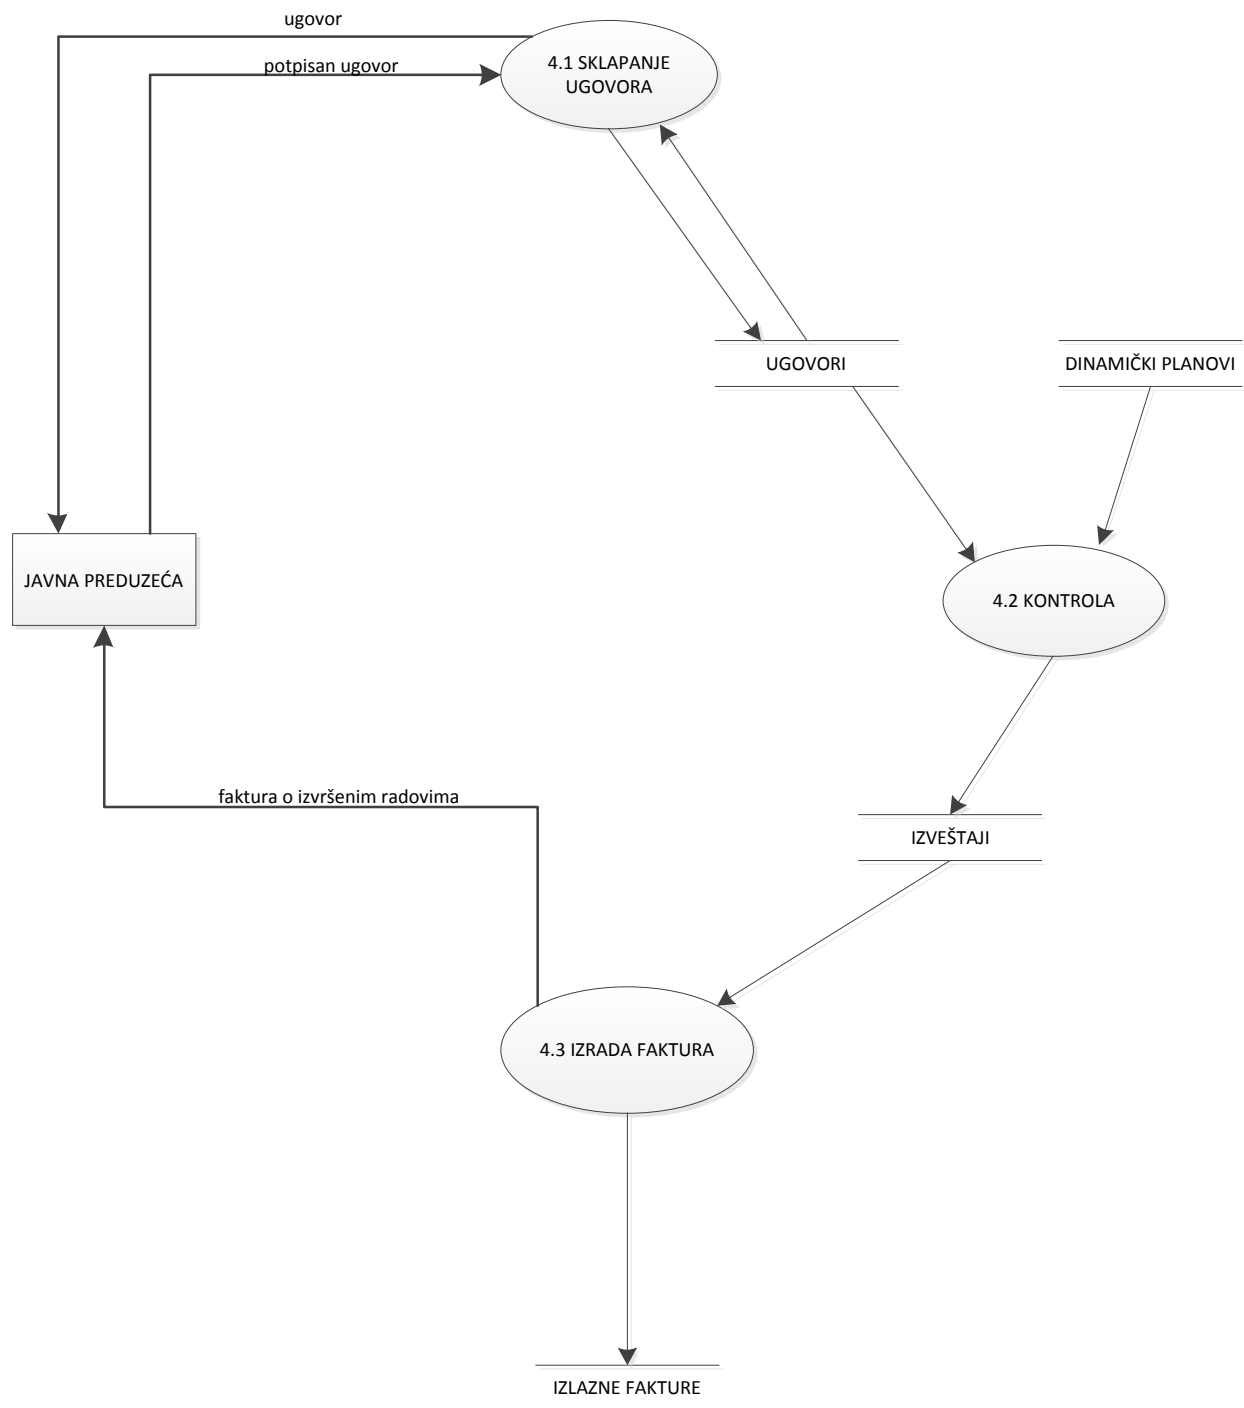 ugovor
potpisan ugovor
4.1 SKLAPANJE
UGOVORA
UGOVORI
DINAMIČKI PLANOVI
JAVNA PREDUZEĆA
4.2 KONTROLA
faktura o izvršenim radovima
IZVEŠTAJI
4.3 IZRADA FAKTURA
IZLAZNE FAKTURE